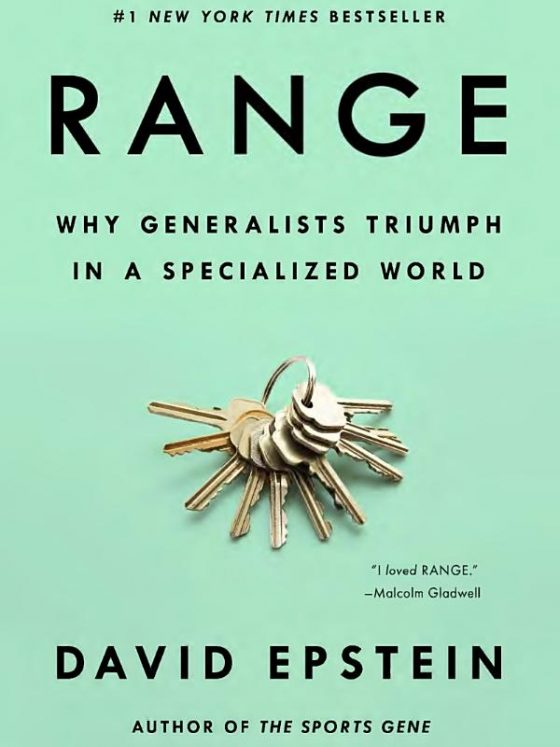 #1 NEW YORK TIMES BESTSELLER
RANGE
WHY GENERALISTS TRIUMPH
IN A SPECIALIZED WORLD
"I loved RANGE."
—Malcolm Gladwell
DAVID EPSTEIN
AUTHOR OF THE SPORTS GENE